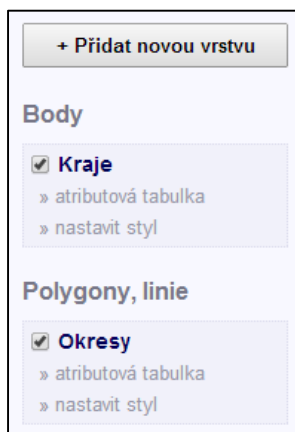 + Přidat novou vrstvu
Body
Kraje
» atributová tabulka
» nastavit styl
Polygony, linie
Okresy
» atributová tabulka
» nastavit styl